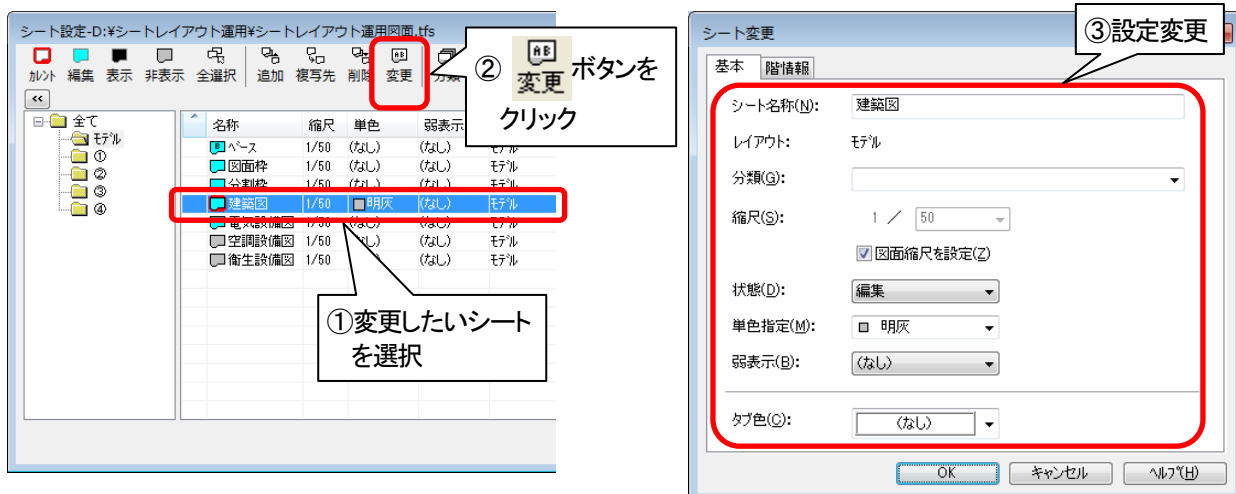 シート設定-D:¥シートレイアウト運用¥シートレイアウト運用図面.tfs
ｶﾚﾝﾄ 編集 表示 非表示 全選択 追加 複写先 削除 変更
<<
②
AB
変更
ボタンを
クリック
全て
ﾓﾃﾞﾙ
①
②
③
④
名称 縮尺 単色 弱表示
ﾍﾞｰｽ 1/50 (なし) (なし) ﾓﾃﾞﾙ
図面枠 1/50 (なし) (なし) ﾓﾃﾞﾙ
分割枠 1/50 (なし) (なし) ﾓﾃﾞﾙ
建築図 1/50 明灰 (なし) ﾓﾃﾞﾙ
電気設備図 1/50 (なし) (なし) ﾓﾃﾞﾙ
空調設備図 1/50 (なし) ﾓﾃﾞﾙ
衛生設備図 1/50 (なし) ﾓﾃﾞﾙ
①変更したいシート
を選択
シート変更
③設定変更
基本 階情報
シート名称(N): 建築図
レイアウト: ﾓﾃﾞﾙ
分類(G):
縮尺(S): 1 ／ 50
図面縮尺を設定(Z)
状態(D): 編集
単色指定(M): 明灰
弱表示(B): (なし)
タブ色(C): (なし)
OK キャンセル ﾍﾙﾌﾟ(H)